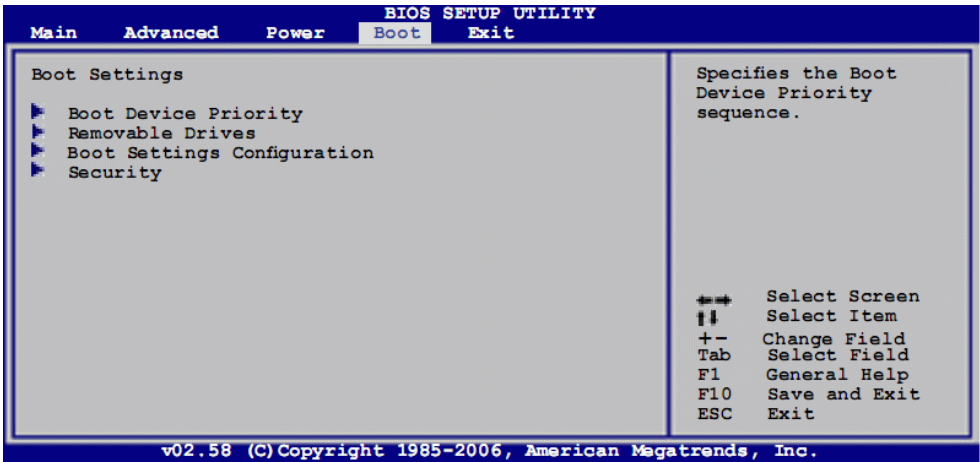 BIOS SETUP UTILITY
Main Advanced Power Boot Exit
Boot Settings
Boot Device Priority
Removable Drives
Boot Settings Configuration
Security
Specifies the Boot
Device Priority
sequence.
Select Screen
Select Item
+- Change Field
Tab Select Field
F1 General Help
F10 Save and Exit
ESC Exit
v02.58 (C)Copyright 1985-2006, American Megatrends, Inc.